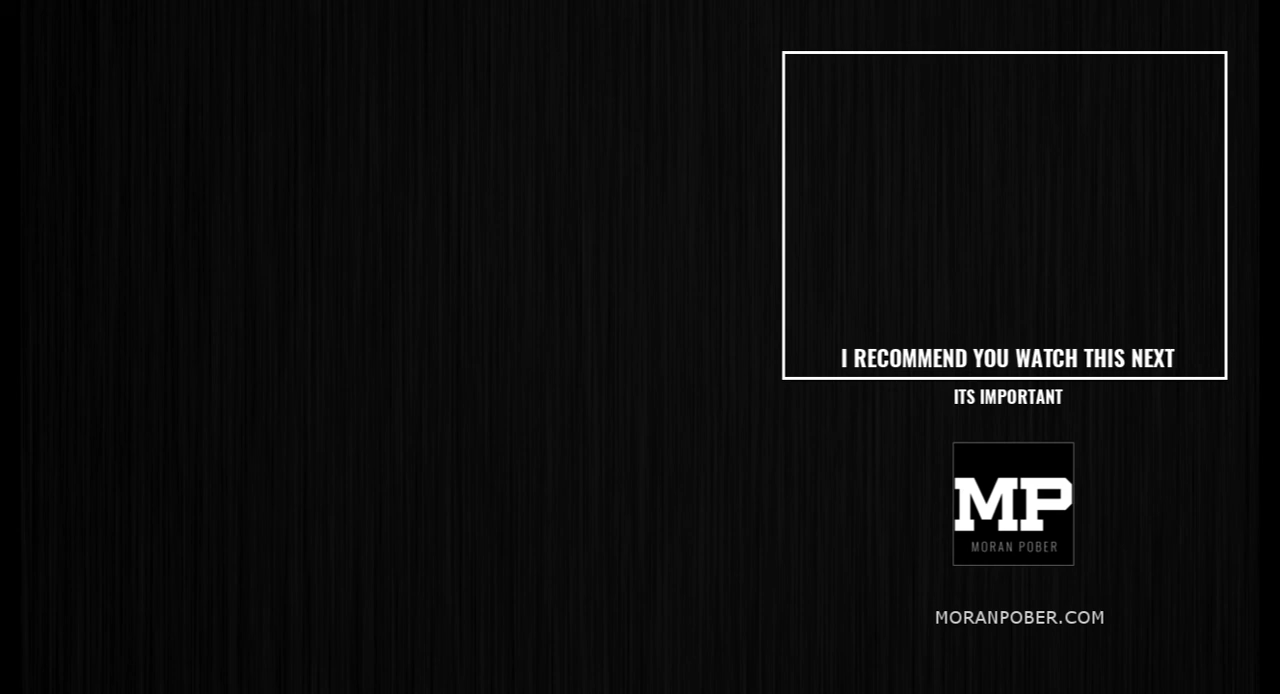 I RECOMMEND YOU WATCH THIS NEXT
ITS IMPORTANT
MP
MORAN POBER
MORANPOBER.COM